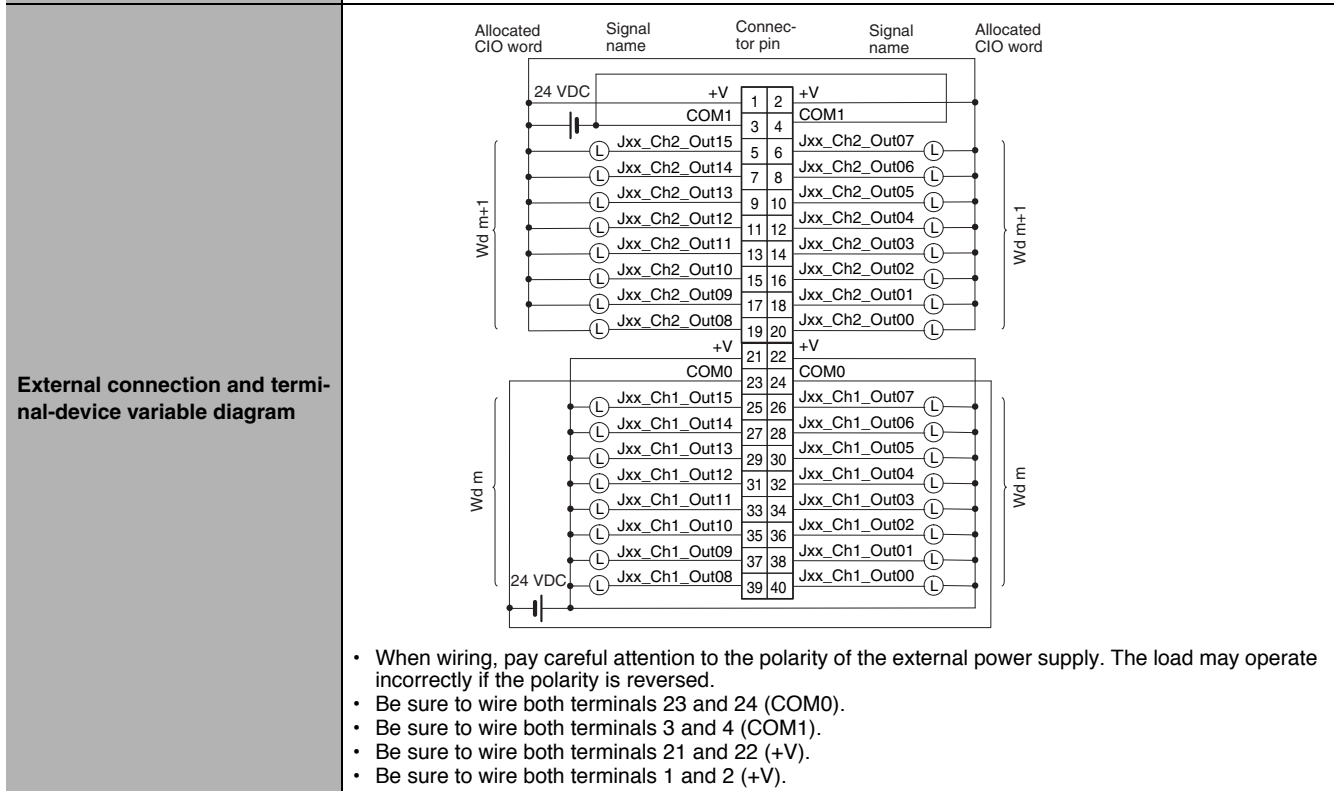 External connection and termi-
nal-device variable diagram
Allocated
CIO word
Signal
name
Connec-
tor pin
Signal
name
Allocated
CIO word
24 VDC +V 1 2 +V
COM1 3 4 COM1
L Jxx_Ch2_Out15 5 6 Jxx_Ch2_Out07 L
L Jxx_Ch2_Out14 7 8 Jxx_Ch2_Out06 L
L Jxx_Ch2_Out13 9 10 Jxx_Ch2_Out05 L
L Jxx_Ch2_Out12 11 12 Jxx_Ch2_Out04 L
L Jxx_Ch2_Out11 13 14 Jxx_Ch2_Out03 L
L Jxx_Ch2_Out10 15 16 Jxx_Ch2_Out02 L
L Jxx_Ch2_Out09 17 18 Jxx_Ch2_Out01 L
L Jxx_Ch2_Out08 19 20 Jxx_Ch2_Out00 L
Wd m+1
Wd m+1
+V 21 22 +V
COM0 23 24 COM0
L Jxx_Ch1_Out15 25 26 Jxx_Ch1_Out07 L
L Jxx_Ch1_Out14 27 28 Jxx_Ch1_Out06 L
L Jxx_Ch1_Out13 29 30 Jxx_Ch1_Out05 L
L Jxx_Ch1_Out12 31 32 Jxx_Ch1_Out04 L
L Jxx_Ch1_Out11 33 34 Jxx_Ch1_Out03 L
L Jxx_Ch1_Out10 35 36 Jxx_Ch1_Out02 L
L Jxx_Ch1_Out09 37 38 Jxx_Ch1_Out01 L
24 VDC L Jxx_Ch1_Out08 39 40 Jxx_Ch1_Out00 L
Wd m
Wd m
• When wiring, pay careful attention to the polarity of the external power supply. The load may operate
incorrectly if the polarity is reversed.
• Be sure to wire both terminals 23 and 24 (COM0).
• Be sure to wire both terminals 3 and 4 (COM1).
• Be sure to wire both terminals 21 and 22 (+V).
• Be sure to wire both terminals 1 and 2 (+V).